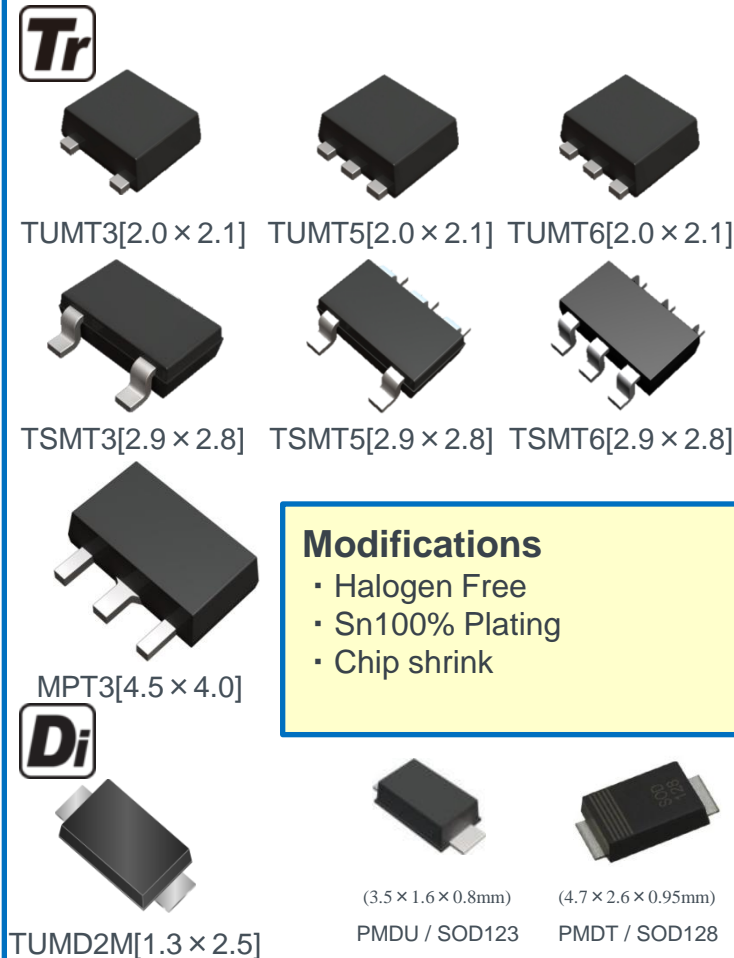 Tr
TUMT3[2.0×2.1] TUMT5[2.0×2.1] TUMT6[2.0×2.1]
TSMT3[2.9×2.8] TSMT5[2.9×2.8] TSMT6[2.9×2.8]
Modifications
・Halogen Free
・Sn100% Plating
・Chip shrink
MPT3[4.5×4.0]
Di
SOD
128
(3.5×1.6×0.8mm) (4.7×2.6×0.95mm)
PMDU / SOD123 PMDT / SOD128
TUMD2M[1.3×2.5]